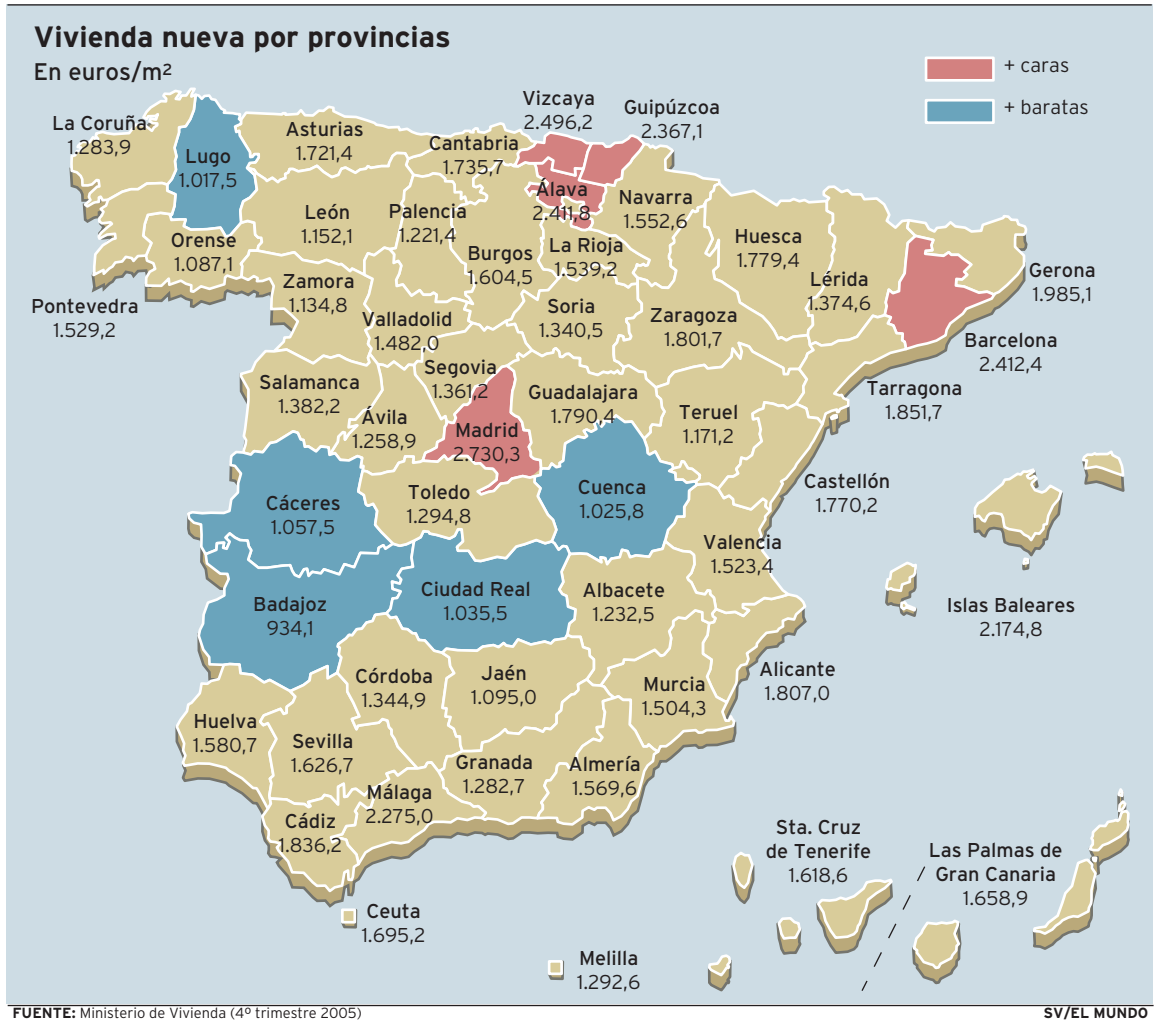 Vivienda nueva por provincias
En euros/m²
+ caras
+ baratas
Vizcaya
2.496,2
Guipúzcoa
2.367,1
La Coruña
1.283,9
Lugo
1.017,5
Asturias
1.721,4
Cantabria
1.735,7
Álava
2.411,8
Navarra
1.552,6
León
1.152,1
Palencia
1.221,4
Burgos
1.604,5
La Rioja
1.539,2
Huesca
1.779,4
Lérida
1.374,6
Gerona
1.985,1
Orense
1.087,1
Pontevedra
1.529,2
Zamora
1.134,8
Valladolid
1.482,0
Soria
1.340,5
Zaragoza
1.801,7
Barcelona
2.412,4
Tarragona
1.851,7
Salamanca
1.382,2
Ávila
1.258,9
Segovia
1.361,2
Madrid
2.730,3
Guadalajara
1.790,4
Teruel
1.171,2
Castellón
1.770,2
Cáceres
1.057,5
Toledo
1.294,8
Cuenca
1.025,8
Valencia
1.523,4
Islas Baleares
2.174,8
Badajoz
934,1
Ciudad Real
1.035,5
Albacete
1.232,5
Alicante
1.807,0
Córdoba
1.344,9
Jaén
1.095,0
Murcia
1.504,3
Huelva
1.580,7
Sevilla
1.626,7
Granada
1.282,7
Almería
1.569,6
Málaga
2.275,0
Cádiz
1.836,2
Sta. Cruz
de Tenerife
1.618,6
Las Palmas de
Gran Canaria
1.658,9
Ceuta
1.695,2
Melilla
1.292,6
FUENTE: Ministerio de Vivienda (4º trimestre 2005)
SV/EL MUNDO